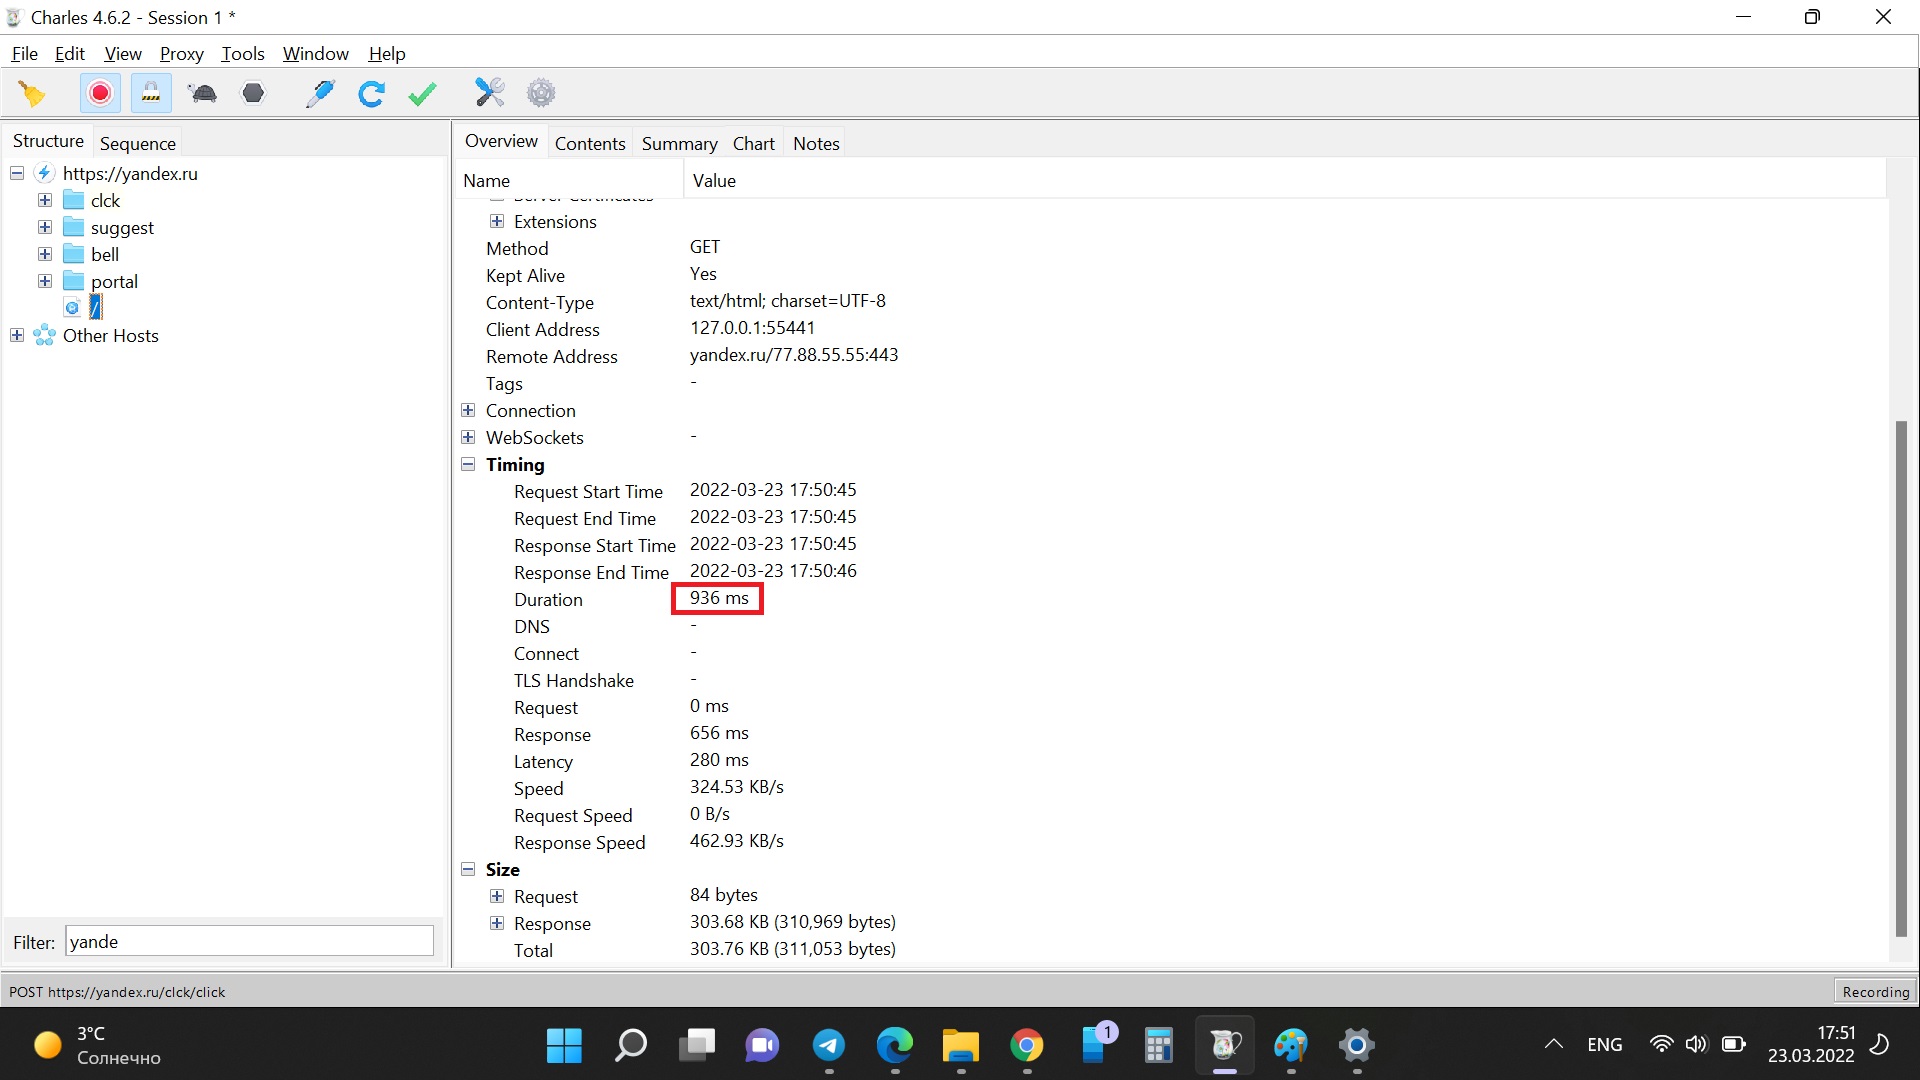 Charles 4.6.2 - Session 1 *
File Edit View Proxy Tools Window Help
Structure Sequence
https://yandex.ru
clck
suggest
bell
portal
/
Other Hosts
Filter: yande
Overview Contents Summary Chart Notes
Name Value
Server Certificates
Extensions
Method GET
Kept Alive Yes
Content-Type text/html; charset=UTF-8
Client Address 127.0.0.1:55441
Remote Address yandex.ru/77.88.55.55:443
Tags -
Connection
WebSockets -
Timing
Request Start Time 2022-03-23 17:50:45
Request End Time 2022-03-23 17:50:45
Response Start Time 2022-03-23 17:50:45
Response End Time 2022-03-23 17:50:46
Duration 936 ms
DNS -
Connect -
TLS Handshake -
Request 0 ms
Response 656 ms
Latency 280 ms
Speed 324.53 KB/s
Request Speed 0 B/s
Response Speed 462.93 KB/s
Size
Request 84 bytes
Response 303.68 KB (310,969 bytes)
Total 303.76 KB (311,053 bytes)
POST https://yandex.ru/clck/click Recording
3°C
Солнечно
1
ENG
17:51
23.03.2022